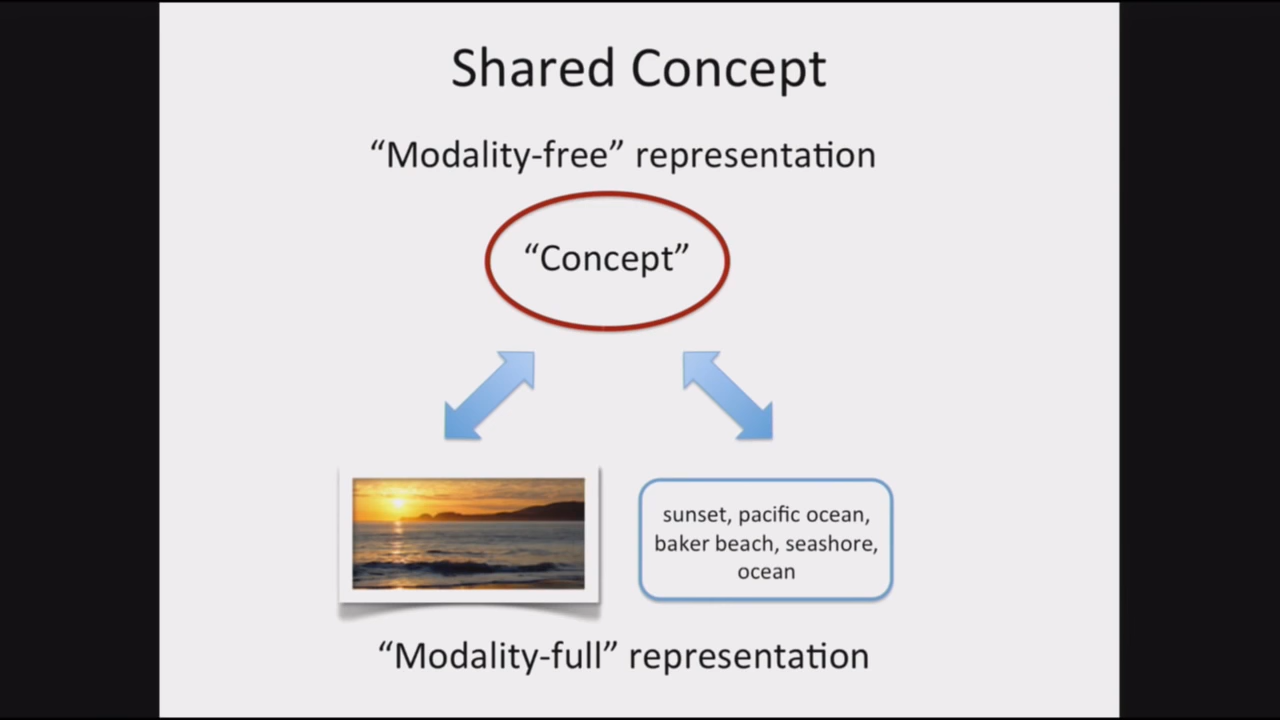 Shared Concept
“Modality-free” representation
“Concept”
sunset, pacific ocean,
baker beach, seashore,
ocean
“Modality-full” representation